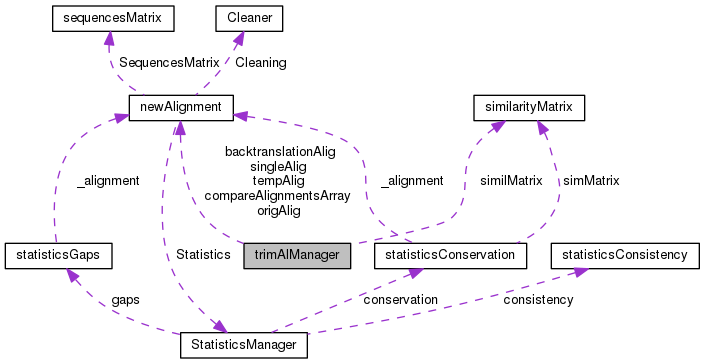 sequencesMatrix
Cleaner
SequencesMatrix
Cleaning
newAlignment
similarityMatrix
backtranslationAlig
singleAlig
tempAlig
compareAlignmentsArray
origAlig
_alignment
_alignment
similMatrix
simMatrix
statisticsGaps
Statistics
trimAlManager
statisticsConservation
statisticsConsistency
gaps
conservation
consistency
StatisticsManager